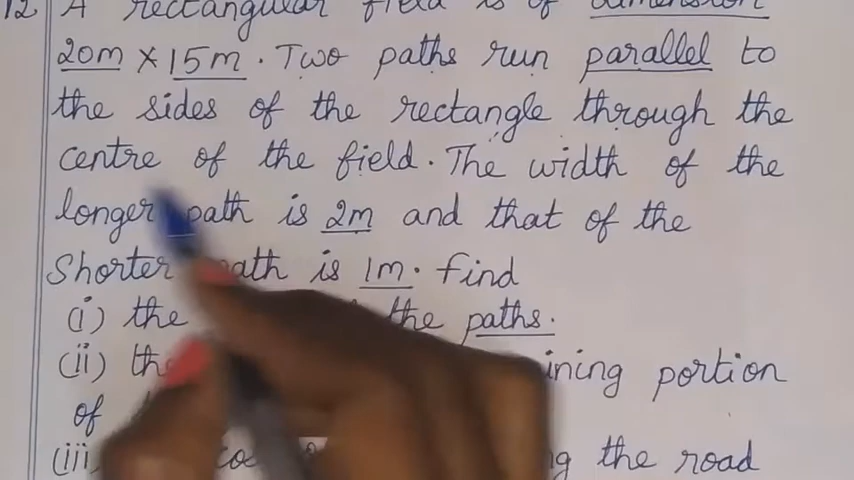 12 A rectangular field is of dimension
20m × 15m. Two paths run parallel to
the sides of the rectangle through the
centre of the field. The width of the
longer path is 2m and that of the
Shorter path is 1m. find
(i) the the paths.
(ii) the portion
of
(iii) the road